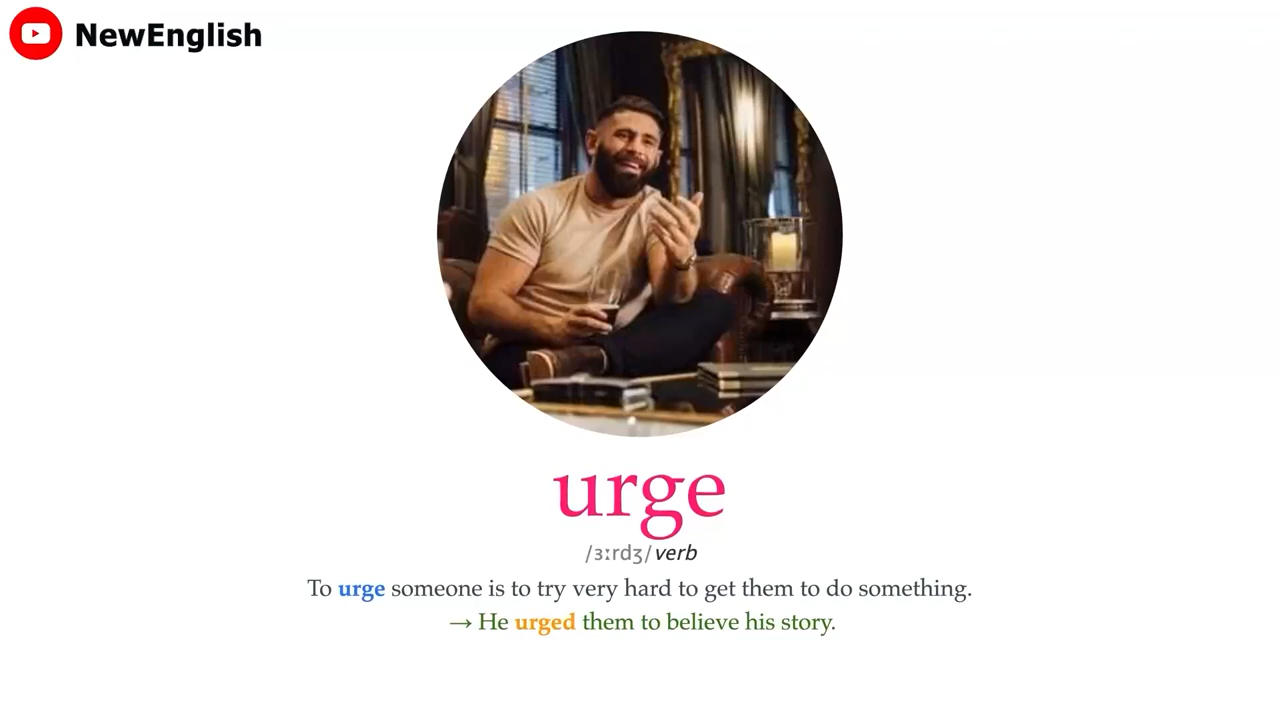 NewEnglish
urge
/ɜːrdʒ/ verb
To urge someone is to try very hard to get them to do something.
→ He urged them to believe his story.